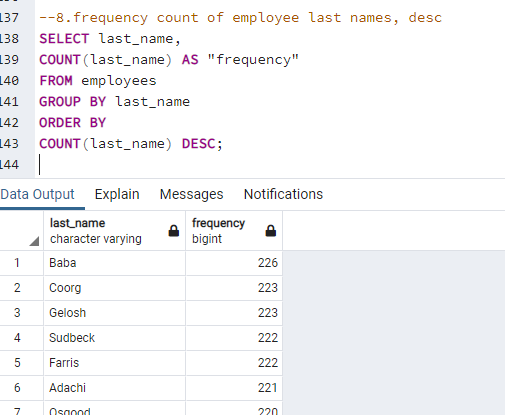 137 --8.frequency count of employee last names, desc
138 SELECT last_name,
139 COUNT(last_name) AS "frequency"
140 FROM employees
141 GROUP BY last_name
142 ORDER BY
143 COUNT(last_name) DESC;
144
Data Output Explain Messages Notifications
last_name frequency
character varying bigint
1 Baba 226
2 Coorg 223
3 Gelosh 223
4 Sudbeck 222
5 Farris 222
6 Adachi 221
7 Osgood 220